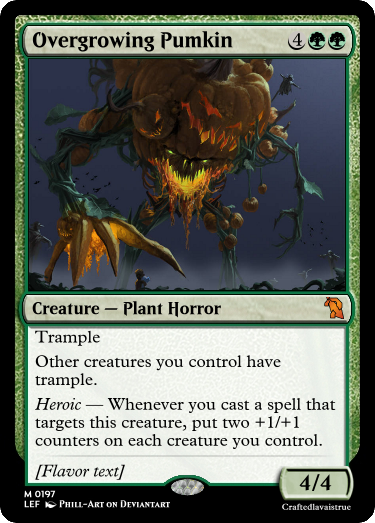 Overgrowing Pumkin 4
Creature — Plant Horror
Trample
Other creatures you control have
trample.
Heroic — Whenever you cast a spell that
targets this creature, put two +1/+1
counters on each creature you control.
[Flavor text]
4/4
M 0197
LEF Phill-Art on Deviantart
Craftedlavaistrue